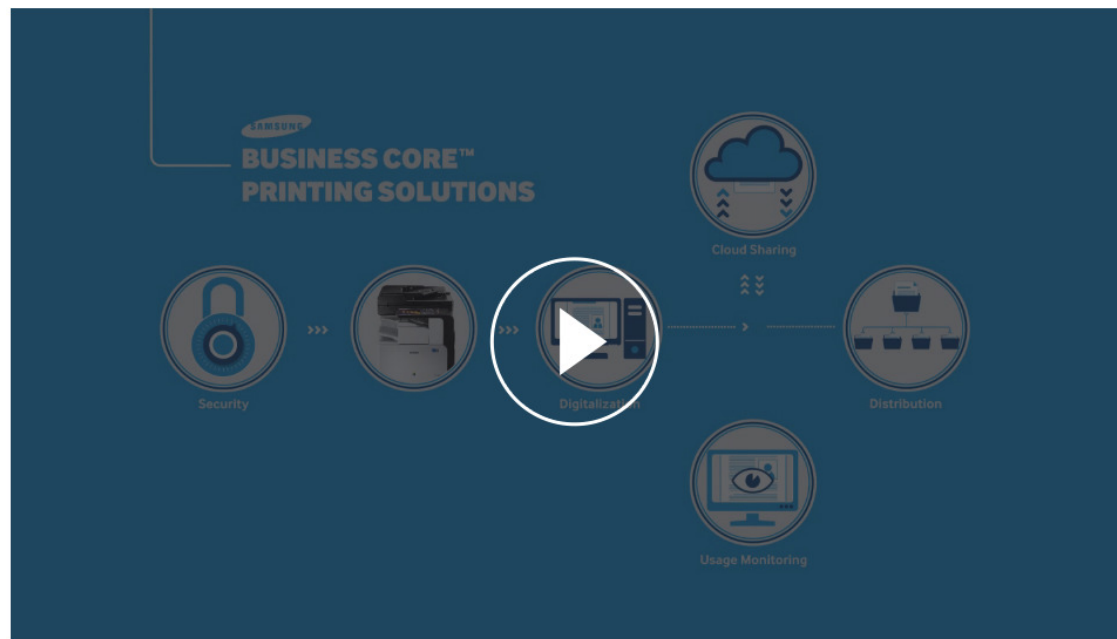 SAMSUNG
BUSINESS CORE™
PRINTING SOLUTIONS
Cloud Sharing
Security
Digitalization
Distribution
Usage Monitoring